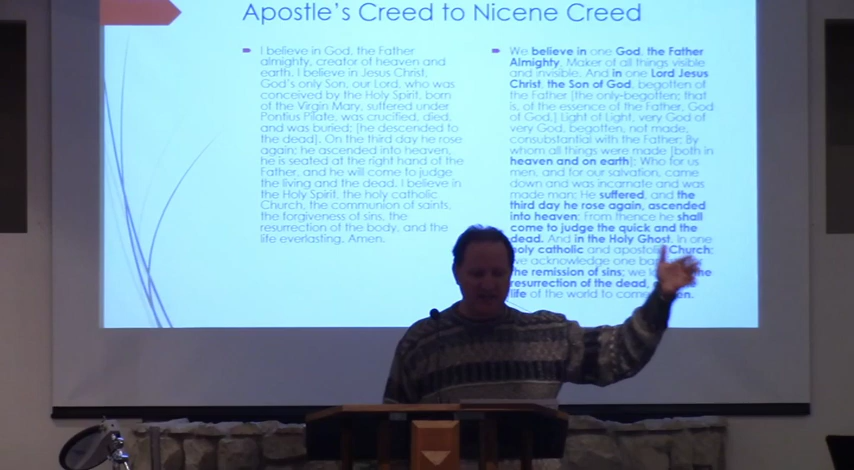 Apostle's Creed to Nicene Creed
I believe in God, the Father
almighty, creator of heaven and
earth. I believe in Jesus Christ,
God's only Son, our Lord, who was
conceived by the Holy Spirit, born
of the Virgin Mary, suffered under
Pontius Pilate, was crucified, died,
and was buried; [he descended to
the dead]. On the third day he rose
again; he ascended into heaven,
he is seated at the right hand of the
Father, and he will come to judge
the living and the dead. I believe in
the Holy Spirit, the holy catholic
Church, the communion of saints,
the forgiveness of sins, the
resurrection of the body, and the
life everlasting. Amen.
We believe in one God, the Father
Almighty, Maker of all things visible
and invisible. And in one Lord Jesus
Christ, the Son of God, begotten of
the Father [the only-begotten; that
is, of the essence of the Father, God
of God,] Light of Light, very God of
very God, begotten, not made,
consubstantial with the Father; By
whom all things were made [both in
heaven and on earth]; Who for us
men, and for our salvation, came
down and was incarnate and was
made man; He suffered, and the
third day he rose again, ascended
into heaven; From thence he shall
come to judge the quick and the
dead. And in the Holy Ghost. In one
holy catholic and apostolic Church;
we acknowledge one
the remission of sins; we
resurrection of the dead,
life of the world to